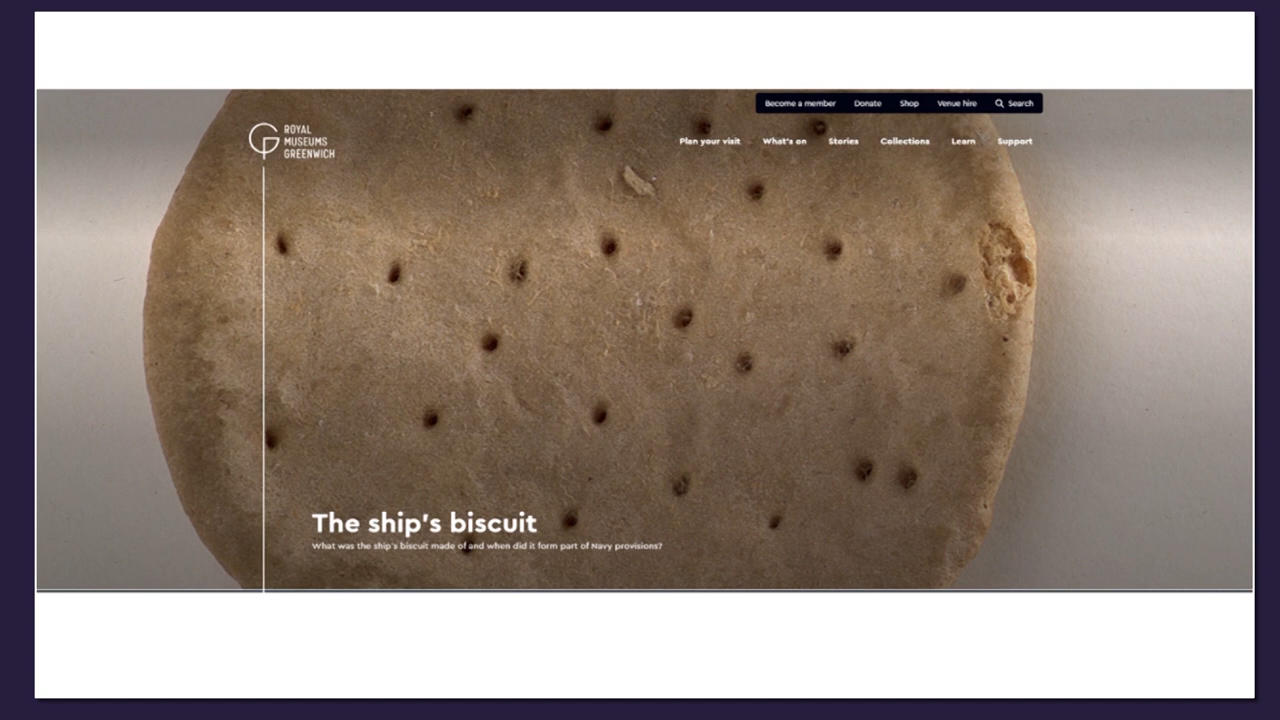 Become a member Donate Shop Venue hire Search
ROYAL
MUSEUMS
GREENWICH
Plan your visit What's on Stories Collections Learn Support
The ship's biscuit
What was the ship's biscuit made of and when did it form part of Navy provisions?